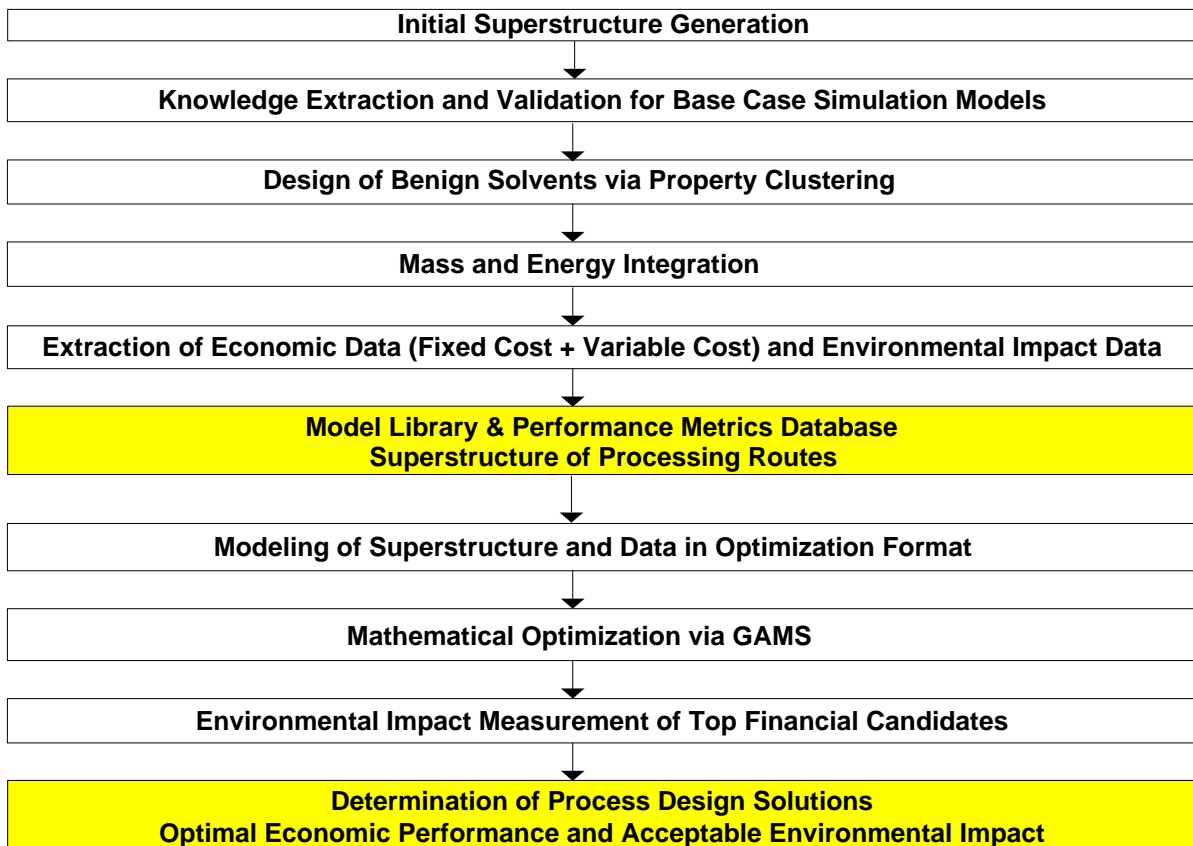 Initial Superstructure Generation
Knowledge Extraction and Validation for Base Case Simulation Models
Design of Benign Solvents via Property Clustering
Mass and Energy Integration
Extraction of Economic Data (Fixed Cost + Variable Cost) and Environmental Impact Data
Model Library & Performance Metrics Database
Superstructure of Processing Routes
Modeling of Superstructure and Data in Optimization Format
Mathematical Optimization via GAMS
Environmental Impact Measurement of Top Financial Candidates
Determination of Process Design Solutions
Optimal Economic Performance and Acceptable Environmental Impact